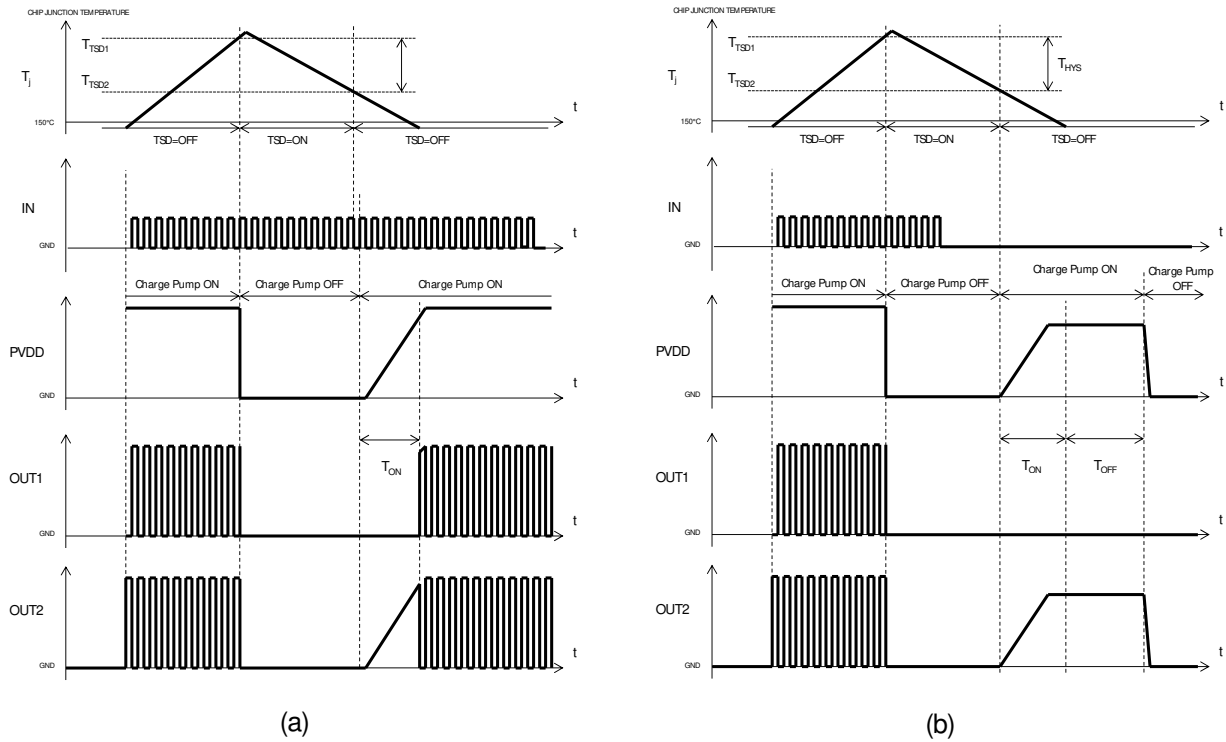 CHIP JUNCTION TEMPERATURE
T_TSD1
T_j
T_TSD2
150°C
t
TSD=OFF
TSD=ON
TSD=OFF
IN
GND
t
Charge Pump ON
Charge Pump OFF
Charge Pump ON
PVDD
GND
t
T_ON
OUT1
GND
t
OUT2
GND
t
(a)
CHIP JUNCTION TEMPERATURE
T_TSD1
T_HYS
T_j
T_TSD2
150°C
t
TSD=OFF
TSD=ON
TSD=OFF
IN
GND
t
Charge Pump ON
Charge Pump OFF
Charge Pump ON
Charge Pump
OFF
PVDD
GND
t
T_ON
T_OFF
OUT1
GND
t
OUT2
GND
t
(b)